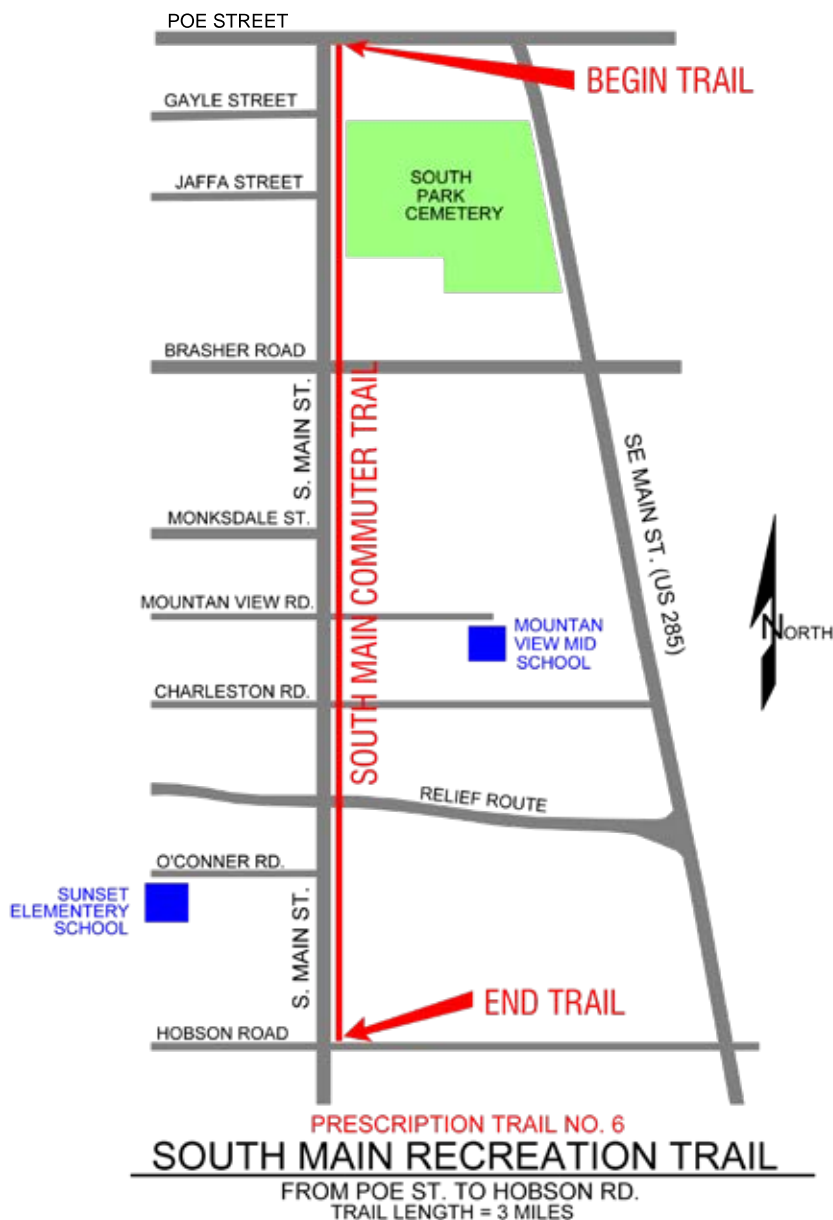 POE STREET
BEGIN TRAIL
GAYLE STREET
JAFFA STREET
SOUTH
PARK
CEMETERY
BRASHER ROAD
S. MAIN ST.
SOUTH MAIN COMMUTER TRAIL
SE MAIN ST. (US 285)
MONKSDALE ST.
MOUNTAN VIEW RD.
MOUNTAN
VIEW MID
SCHOOL
NORTH
CHARLESTON RD.
RELIEF ROUTE
O'CONNER RD.
SUNSET
ELEMENTERY
SCHOOL
S. MAIN ST.
END TRAIL
HOBSON ROAD
PRESCRIPTION TRAIL NO. 6
SOUTH MAIN RECREATION TRAIL
FROM POE ST. TO HOBSON RD.
TRAIL LENGTH = 3 MILES